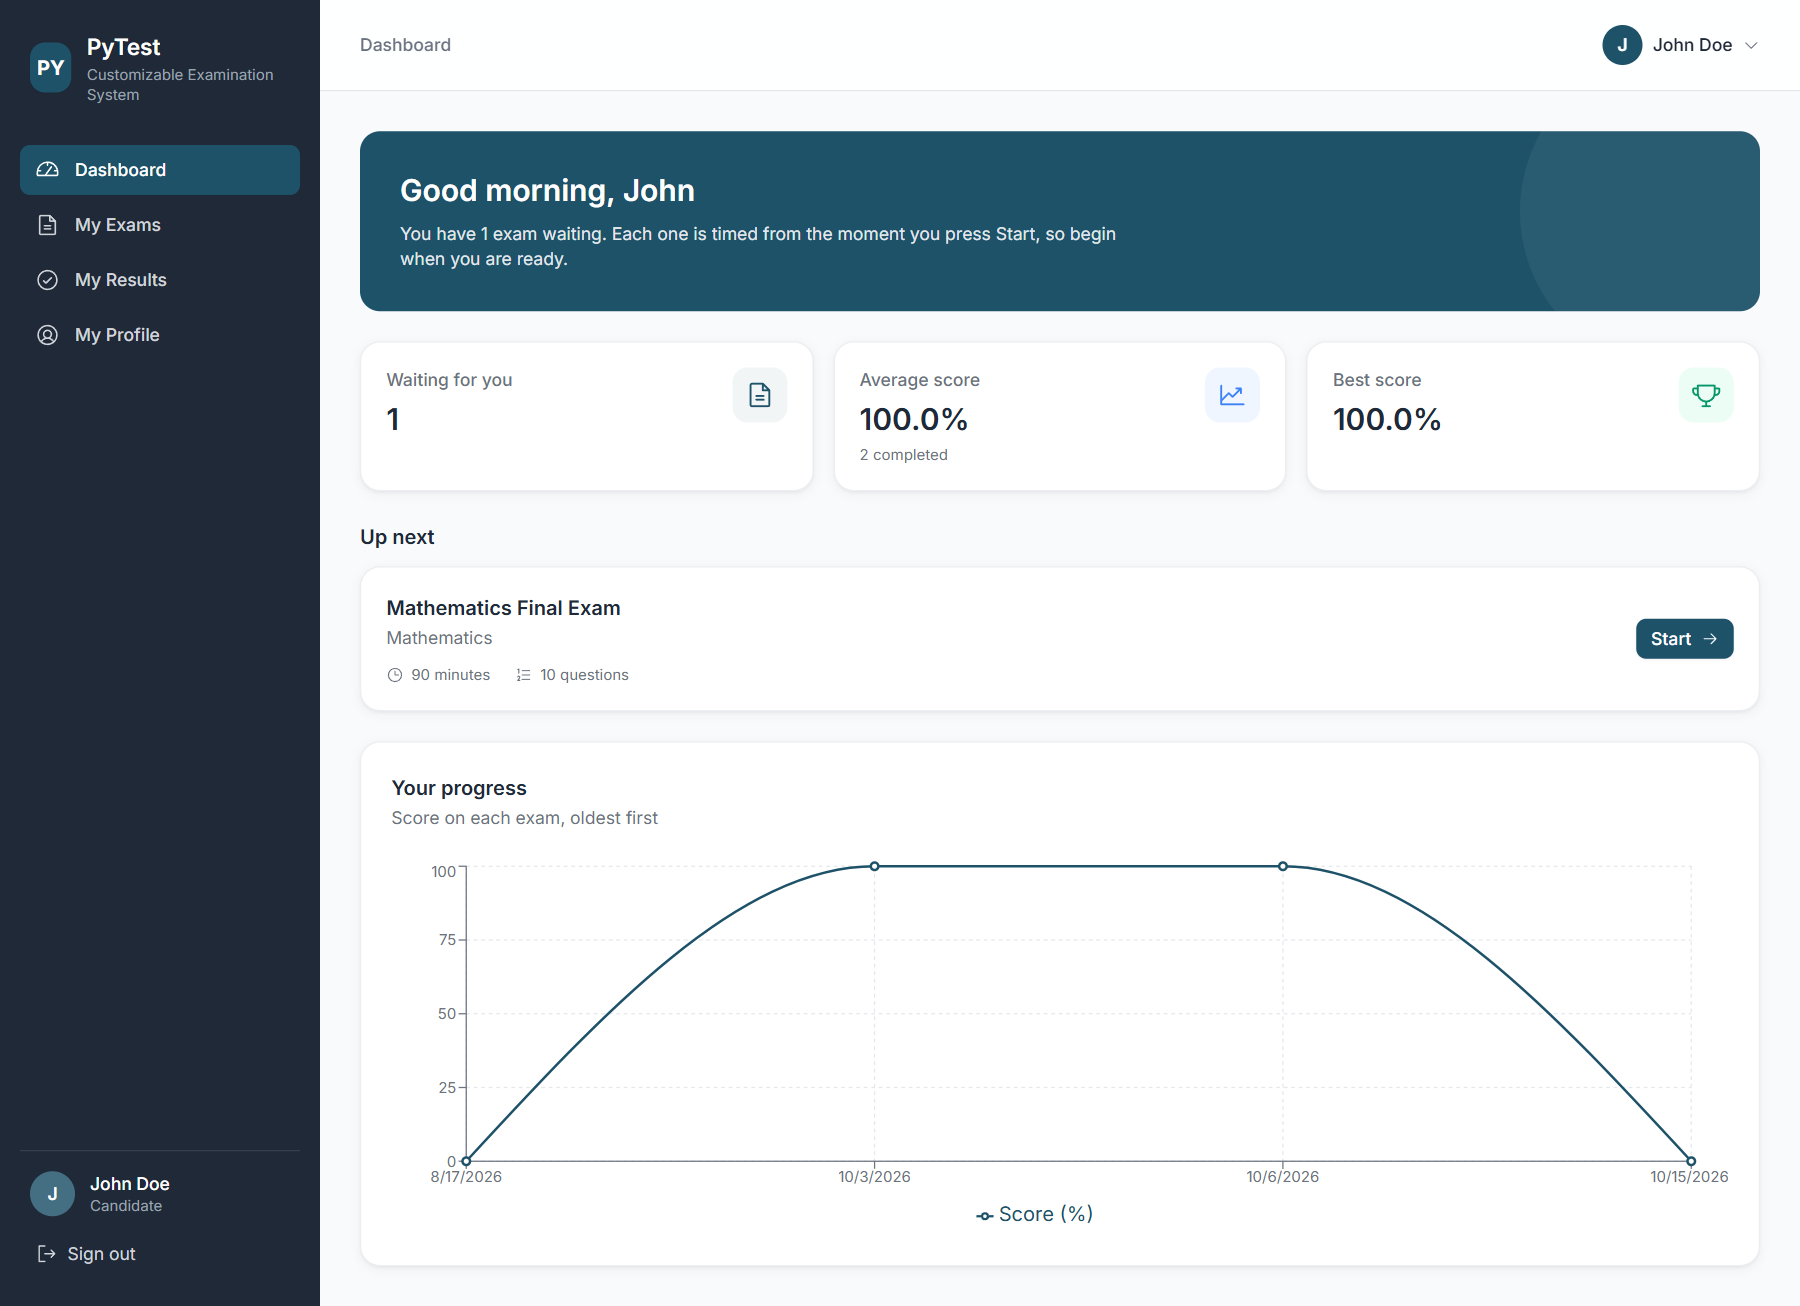 PY
PyTest
Customizable Examination
System
Dashboard
My Exams
My Results
My Profile
J
John Doe
Candidate
Sign out
Dashboard
J
John Doe
Good morning, John
You have 1 exam waiting. Each one is timed from the moment you press Start, so begin
when you are ready.
Waiting for you
1
Average score
100.0%
2 completed
Best score
100.0%
Up next
Mathematics Final Exam
Mathematics
90 minutes
10 questions
Start
Your progress
Score on each exam, oldest first
100
75
50
25
0
8/17/2026
10/3/2026
10/6/2026
10/15/2026
Score (%)